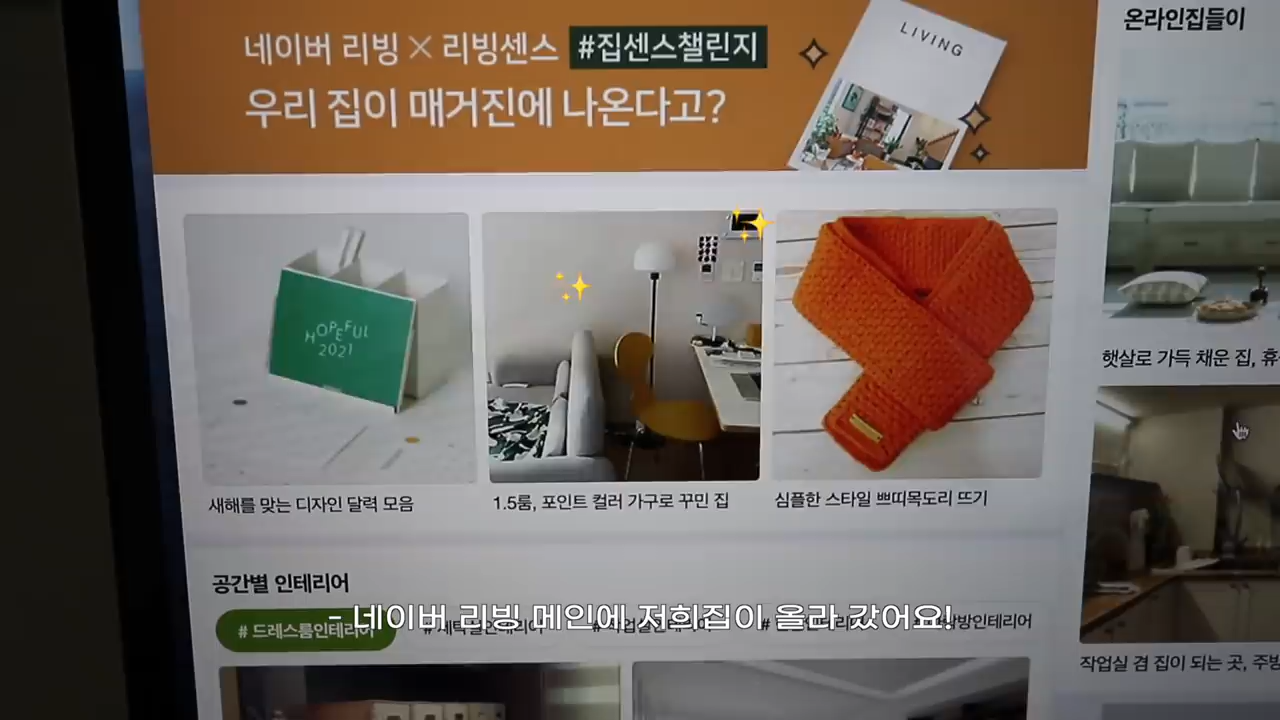 네이버 리빙 × 리빙센스 #집센스챌린지
우리 집이 매거진에 나온다고?
LIVING
온라인집들이
HOPEFUL
2021
새해를 맞는 디자인 달력 모음
1.5룸, 포인트 컬러 가구로 꾸민 집
심플한 스타일 쁘띠목도리 뜨기
햇살로 가득 채운 집, 휴
공간별 인테리어
# 드레스룸인테리어
- 네이버 리빙 메인에 저희집이 올라 갔어요!
작업실 겸 집이 되는 곳, 주방